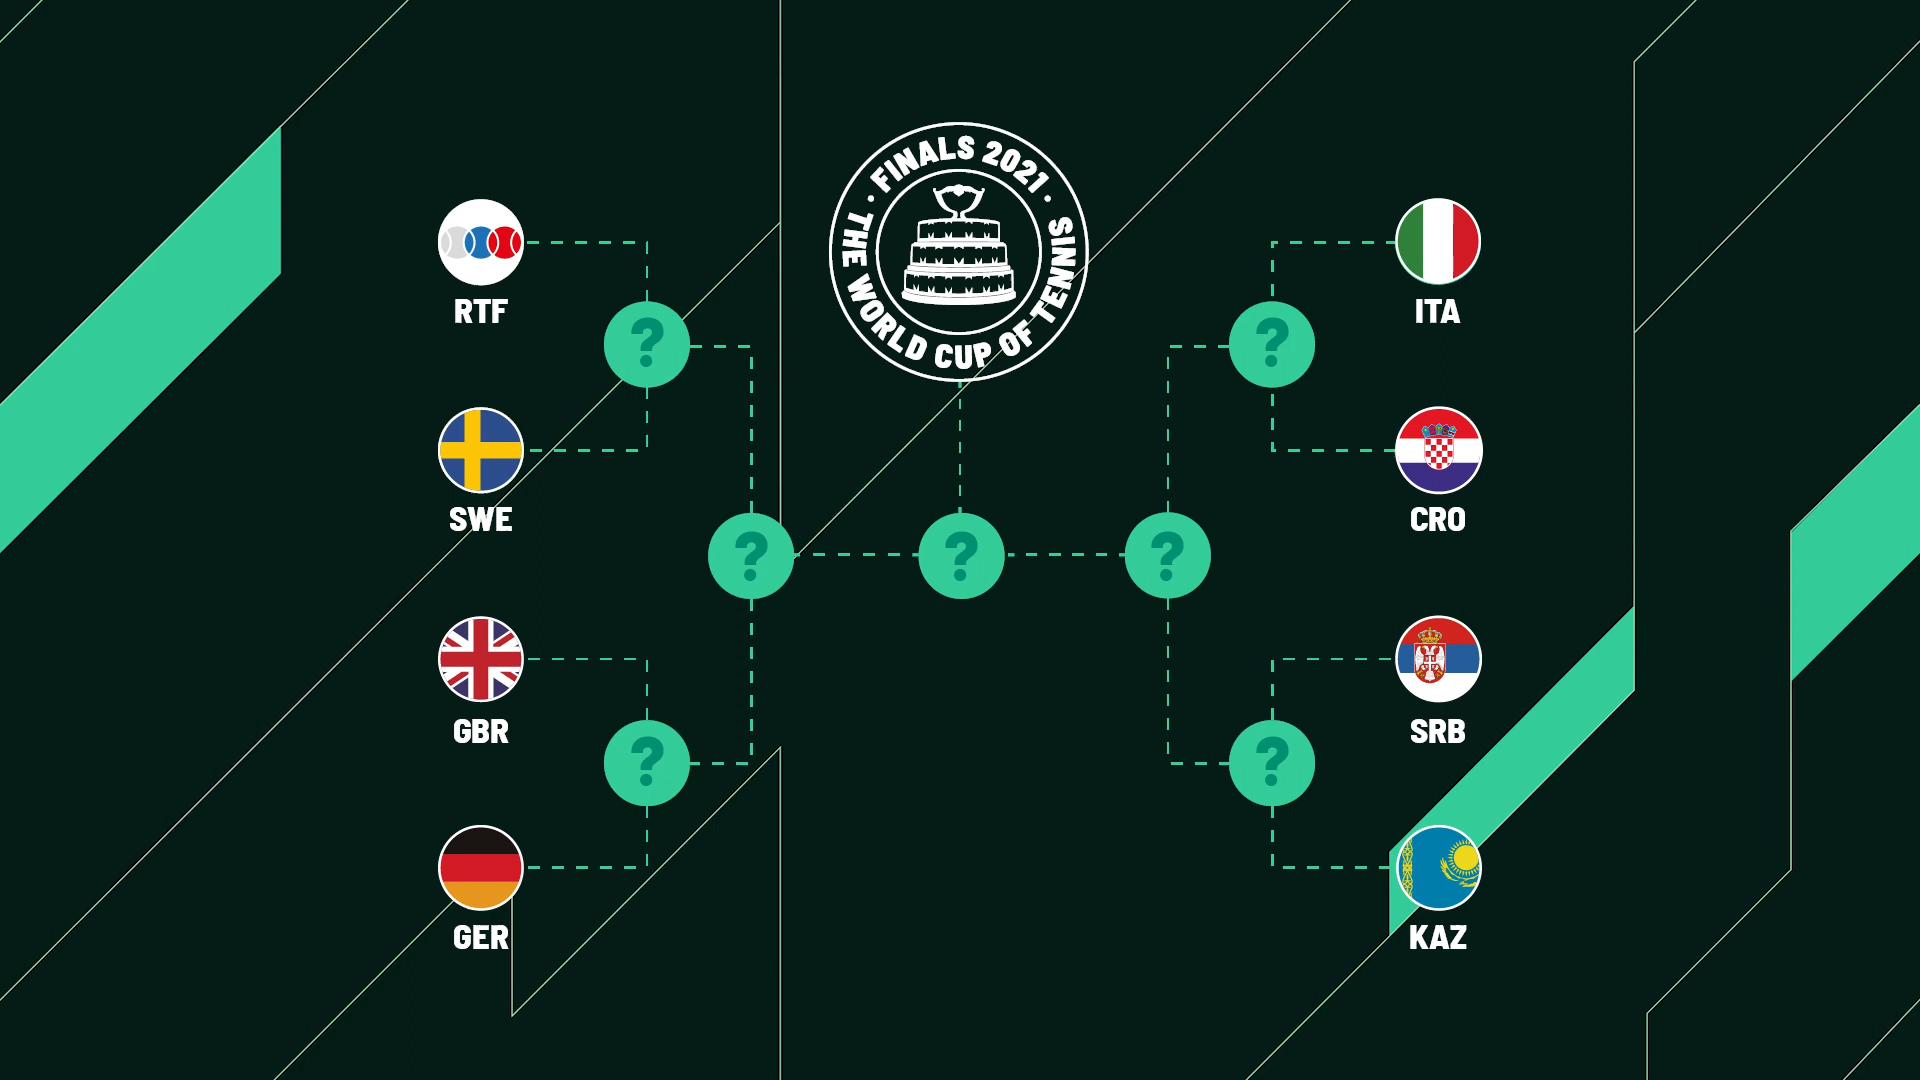 FINALS 2021
THE WORLD CUP OF TENNIS
RTF
?
SWE
?
?
?
GBR
?
GER
ITA
?
CRO
SRB
?
KAZ